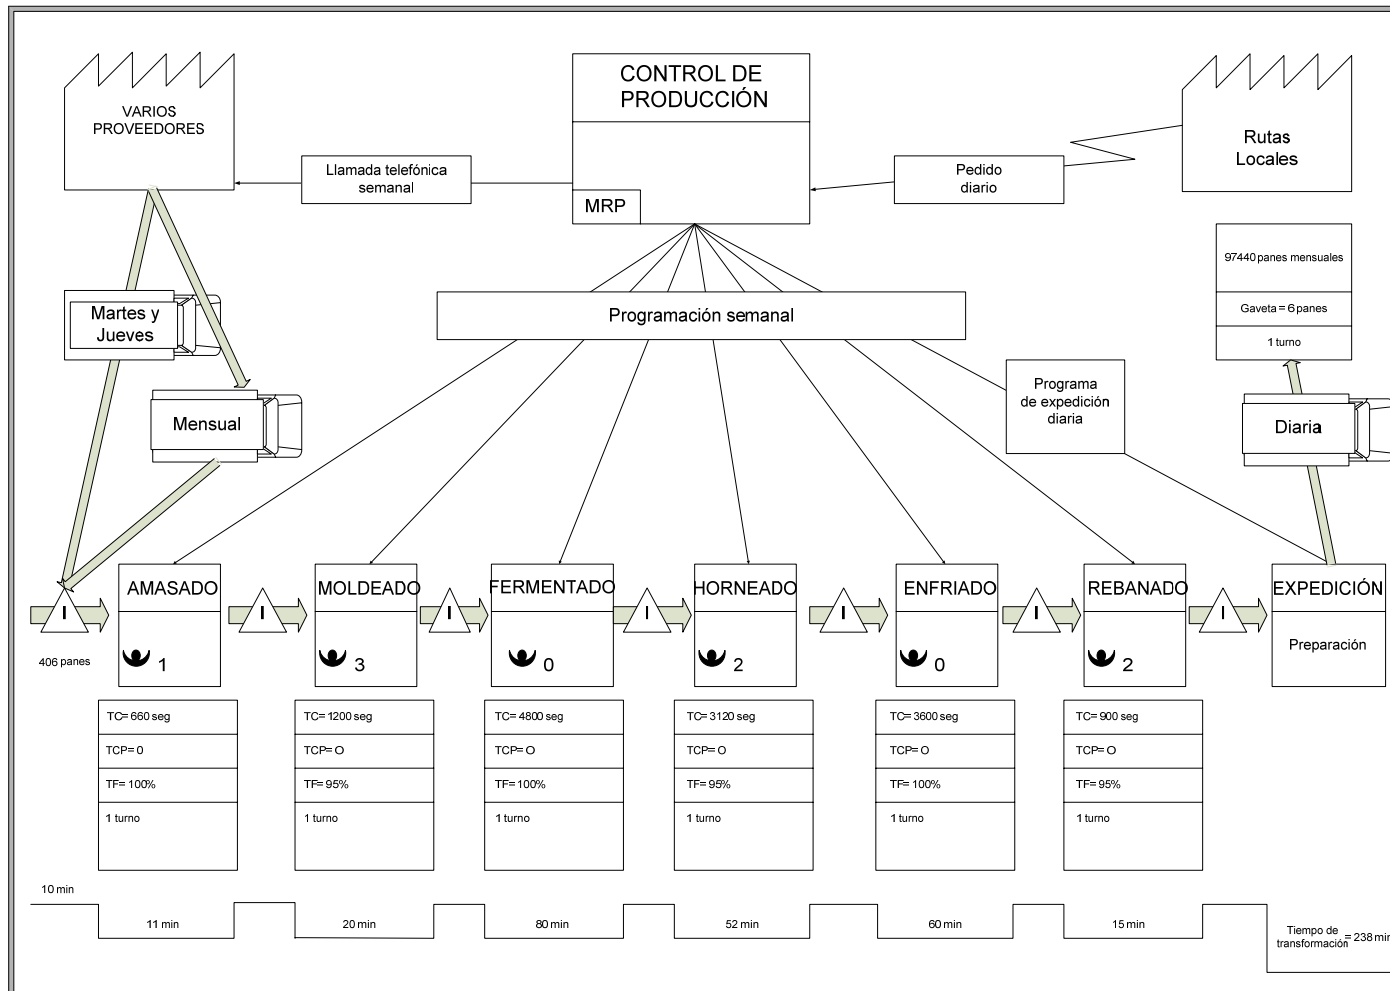 VARIOS
PROVEEDORES
Llamada telefónica
semanal
CONTROL DE
PRODUCCIÓN
MRP
Pedido
diario
Rutas
Locales
97440 panes mensuales
Gaveta = 6 panes
1 turno
Martes y
Jueves
Mensual
Programación semanal
Programa
de expedición
diaria
Diaria
I
AMASADO
I
MOLDEADO
I
FERMENTADO
I
HORNEADO
I
ENFRIADO
I
REBANADO
I
EXPEDICIÓN
406 panes
1
3
0
2
0
2
Preparación
TC= 660 seg
TCP= 0
TF= 100%
1 turno
TC= 1200 seg
TCP= O
TF= 95%
1 turno
TC= 4800 seg
TCP= O
TF= 100%
1 turno
TC= 3120 seg
TCP= O
TF= 95%
1 turno
TC= 3600 seg
TCP= O
TF= 100%
1 turno
TC= 900 seg
TCP= O
TF= 95%
1 turno
10 min
11 min
20 min
80 min
52 min
60 min
15 min
Tiempo de
transformación = 238 min